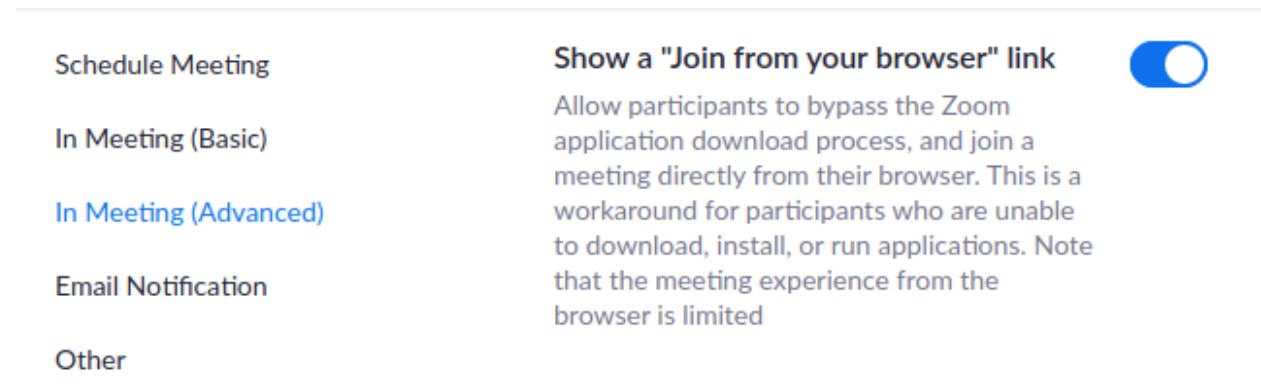 Schedule Meeting
In Meeting (Basic)
In Meeting (Advanced)
Email Notification
Other
Show a "Join from your browser" link
Allow participants to bypass the Zoom
application download process, and join a
meeting directly from their browser. This is a
workaround for participants who are unable
to download, install, or run applications. Note
that the meeting experience from the
browser is limited